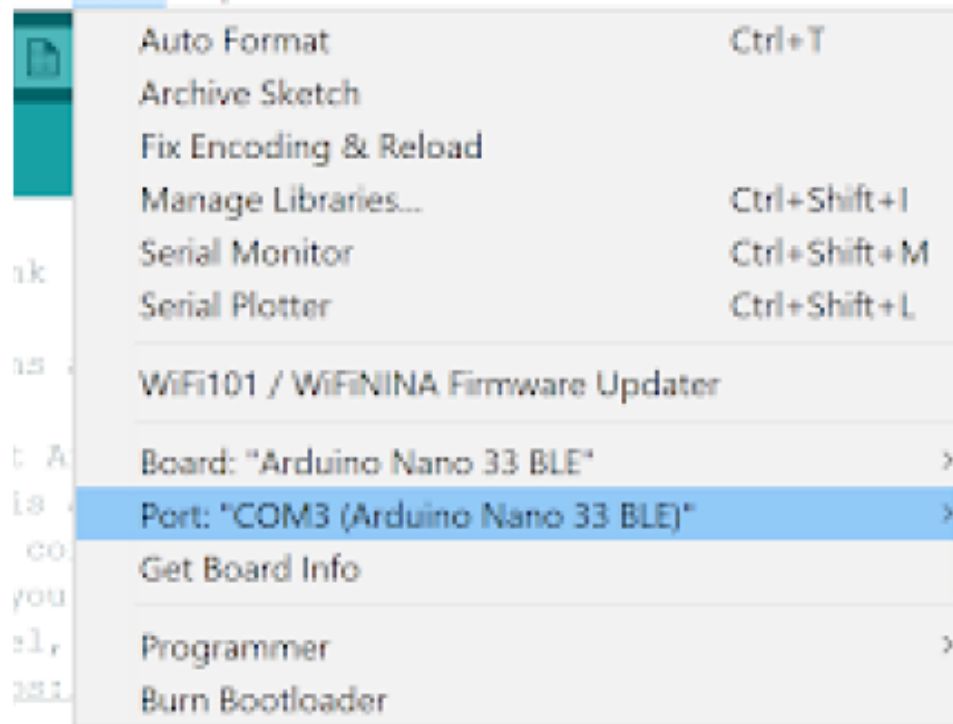 Auto Format Ctrl+T
Archive Sketch
Fix Encoding & Reload
Manage Libraries... Ctrl+Shift+I
Serial Monitor Ctrl+Shift+M
Serial Plotter Ctrl+Shift+L
WiFi101 / WiFiNINA Firmware Updater
Board: "Arduino Nano 33 BLE"
Port: "COM3 (Arduino Nano 33 BLE)"
Get Board Info
Programmer
Burn Bootloader